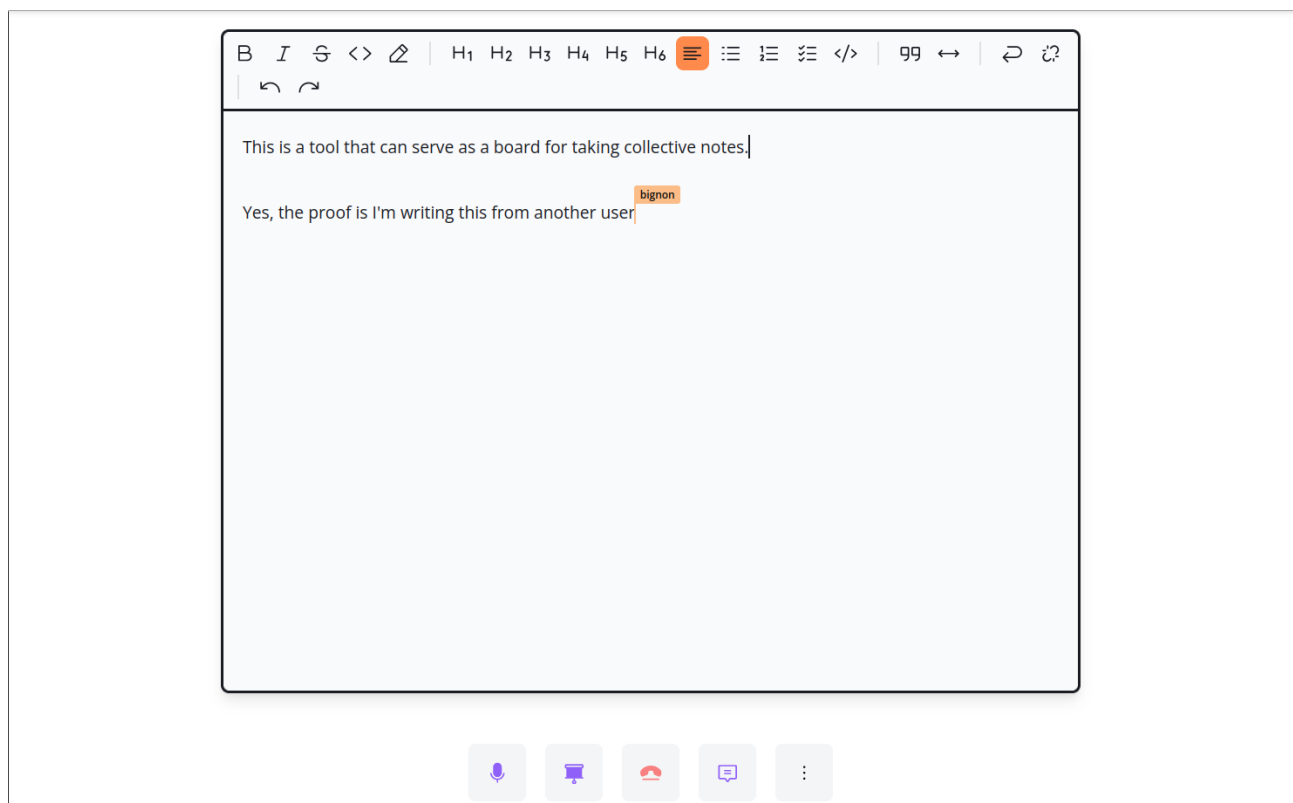 B I S <> H1 H2 H3 H4 H5 H6 </> 99
This is a tool that can serve as a board for taking collective notes.
bignon
Yes, the proof is I'm writing this from another user